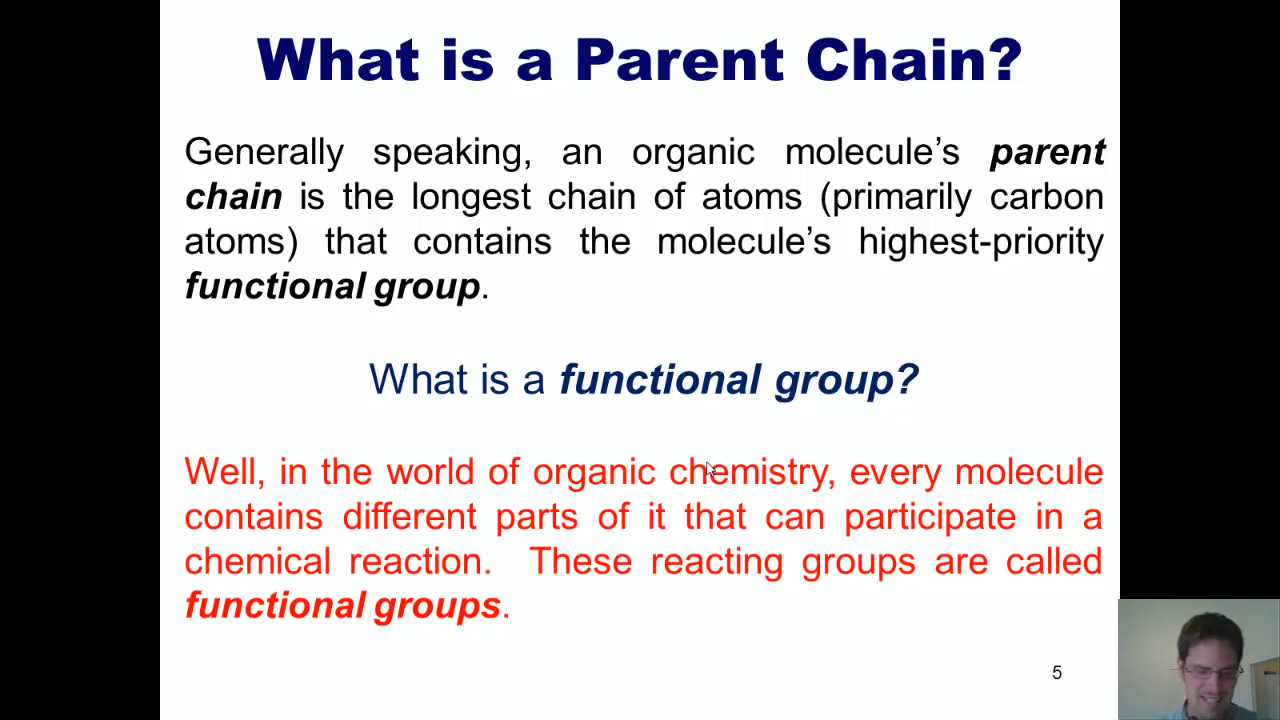 What is a Parent Chain?
Generally speaking, an organic molecule’s parent
chain is the longest chain of atoms (primarily carbon
atoms) that contains the molecule’s highest-priority
functional group.
What is a functional group?
Well, in the world of organic chemistry, every molecule
contains different parts of it that can participate in a
chemical reaction. These reacting groups are called
functional groups.
5